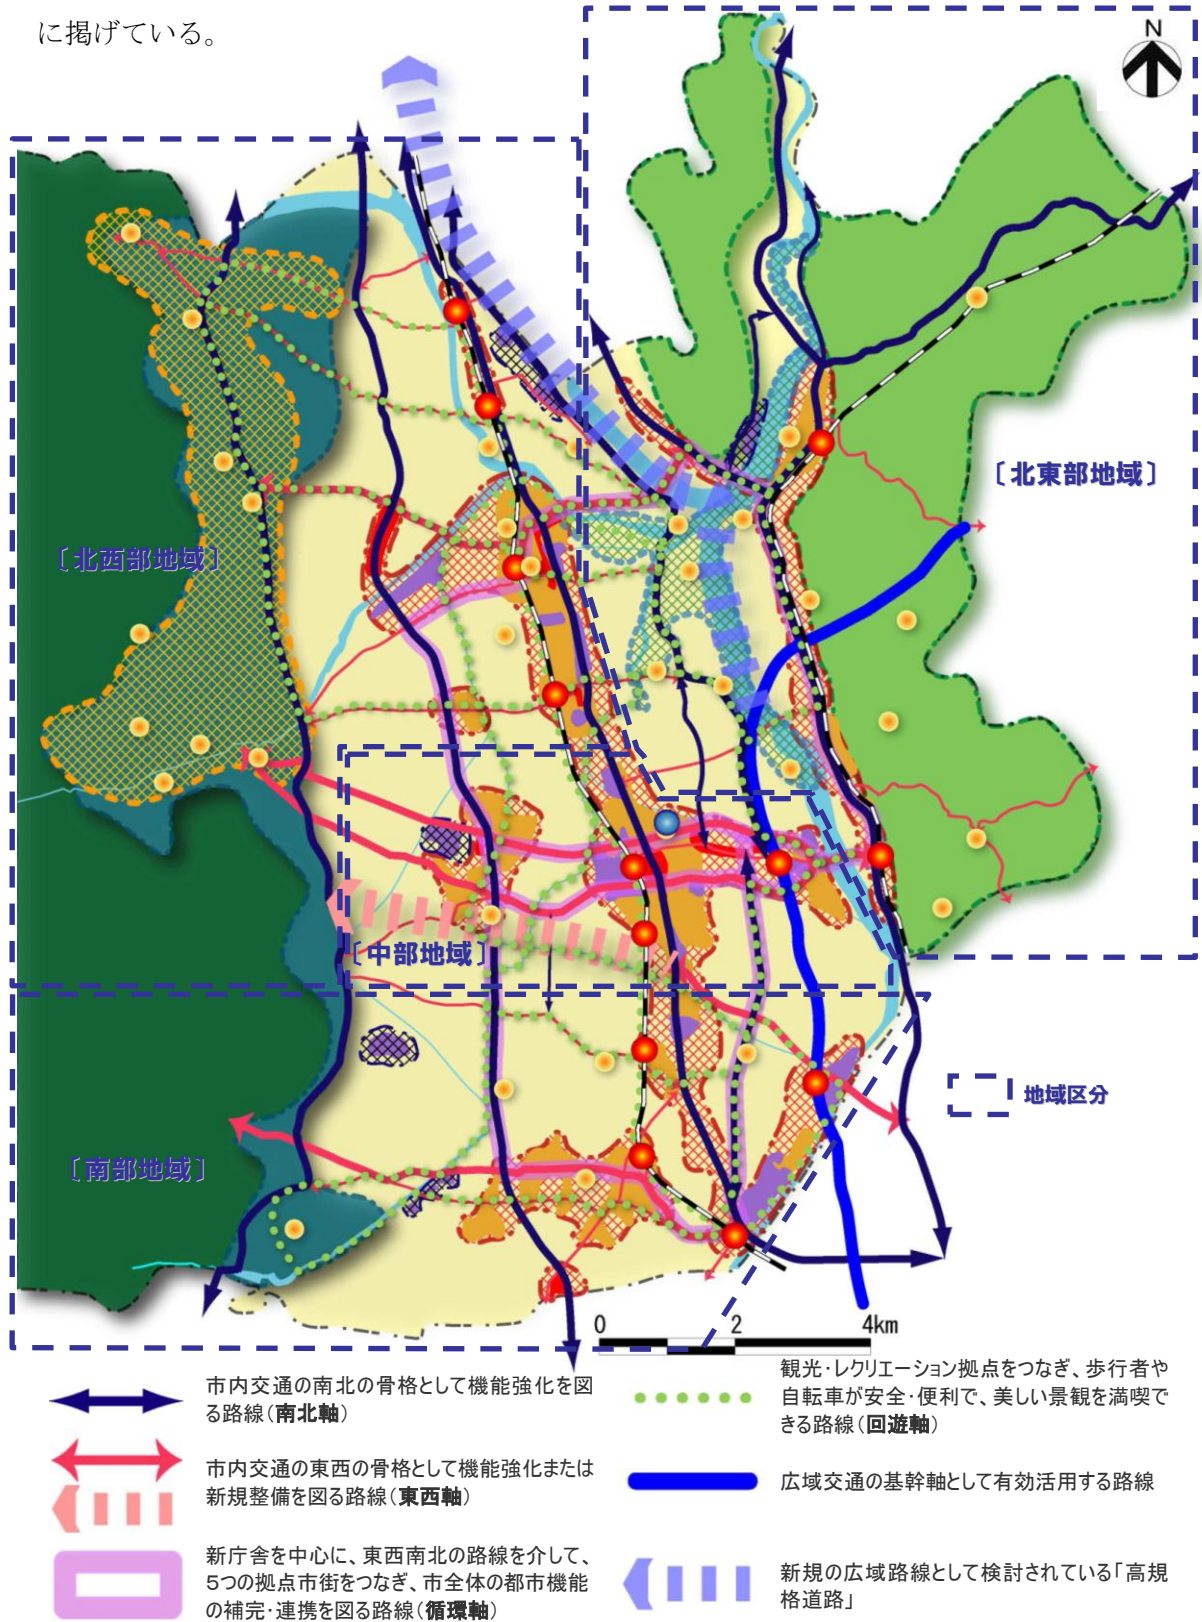 に掲げている。
N
〔北東部地域〕
〔北西部地域〕
〔中部地域〕
地域区分
〔南部地域〕
0 2 4km
市内交通の南北の骨格として機能強化を図
る路線(南北軸)
観光・レクリエーション拠点をつなぎ、歩行者や
自転車が安全・便利で、美しい景観を満喫で
きる路線(回遊軸)
市内交通の東西の骨格として機能強化または
新規整備を図る路線(東西軸)
広域交通の基幹軸として有効活用する路線
新庁舎を中心に、東西南北の路線を介して、
5つの拠点市街をつなぎ、市全体の都市機能
の補完・連携を図る路線(循環軸)
新規の広域路線として検討されている「高規
格道路」